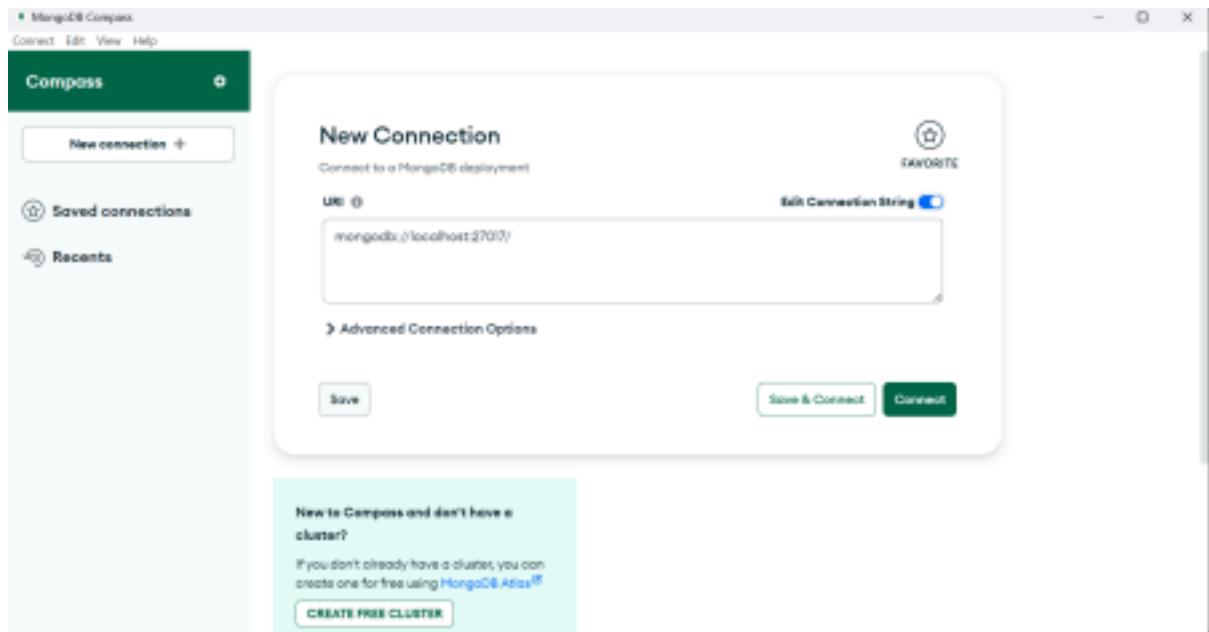 MongoDB Compass
Connect Edit View Help
Compass
New connection +
Saved connections
Recents
New Connection
Connect to a MongoDB deployment
FAVORITE
URI
Edit Connection String
mongodb://localhost:27017/
Advanced Connection Options
Save
Save & Connect
Connect
New to Compass and don't have a
cluster?
If you don't already have a cluster, you can
create one for free using MongoDB Atlas
CREATE FREE CLUSTER